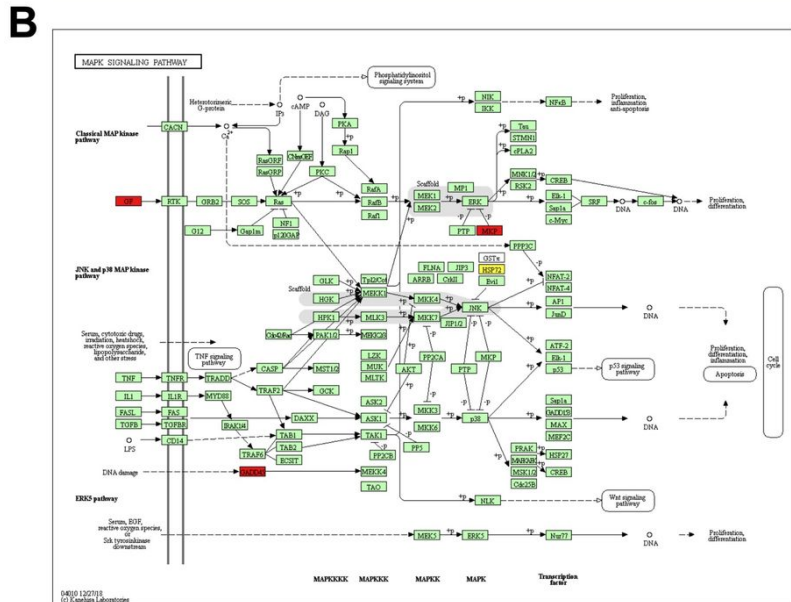 B
MAPK SIGNALING PATHWAY
Phosphatidylinositol
signaling system
Heterotrimeric
G-protein
IP3
cAMP
DAG
Ca2+
Classical MAP kinase
pathway
CACN
PKA
Rap1
PKC
RasGRF
RasGRP
CNasGEF
NIK
IKK
NFκB
Proliferation,
inflammation
anti-apoptosis
Tau
STMN1
cPLA2
GF
RTK
GRB2
SOS
Ras
RafA
RafB
Raf1
Scaffold
MEK1
MEK2
MP1
ERK
MNK1/2
RSK2
CREB
Elk-1
Sap1a
c-Myc
SRF
DNA
c-fos
DNA
Proliferation,
differentiation
G12
Gap1m
NF1
p120GAP
PTP
MKP
PPP3C
JNK and p38 MAP kinase
pathway
Scaffold
GLK
HGK
HPK1
Tpl2/Cot
MEKK1
MLK3
PAK1/2
FLNA
JIP3
ARRB
CrkII
GSTπ
HSP72
Evi1
MKK4
MKK7
JNK
JIP1/2
NFAT-2
NFAT-4
AP1
JunD
DNA
ATF-2
Elk-1
p53
p53 signaling
pathway
Proliferation,
differentiation,
inflammation
Apoptosis
Cell
cycle
Serum, cytotoxic drugs,
irradiation, heatshock,
reactive oxygen species,
lipopolysaccharide,
and other stress
TNF signaling
pathway
CASP
MST1/2
GCK
LZK
MUK
MLTK
PP2CA
AKT
PTP
MKP
TNF
TNFR
TRADD
TRAF2
IL1
IL1R
MYD88
FASL
FAS
TGFB
TGFBR
LPS
CD14
IRAK1/4
DAXX
TAB1
TAB2
ECSIT
TRAF6
ASK2
ASK1
TAK1
PP2CB
PP5
MKK3
MKK6
p38
Sap1a
GADD153
MAX
MEF2C
DNA
PRAK
MAPKAPK
MSK1/2
Cdc25B
HSP27
CREB
DNA damage
GADD45
MEKK4
TAO
NLK
Wnt signaling
pathway
ERK5 pathway
Serum, EGF,
reactive oxygen species,
or Src tyrosinkinase
downstream
MEK5
ERK5
Nur77
DNA
Proliferation,
differentiation
MAPKKKK
MAPKKK
MAPKK
MAPK
Transcription
factor
04010 12/27/18
(c) Kanehisa Laboratories